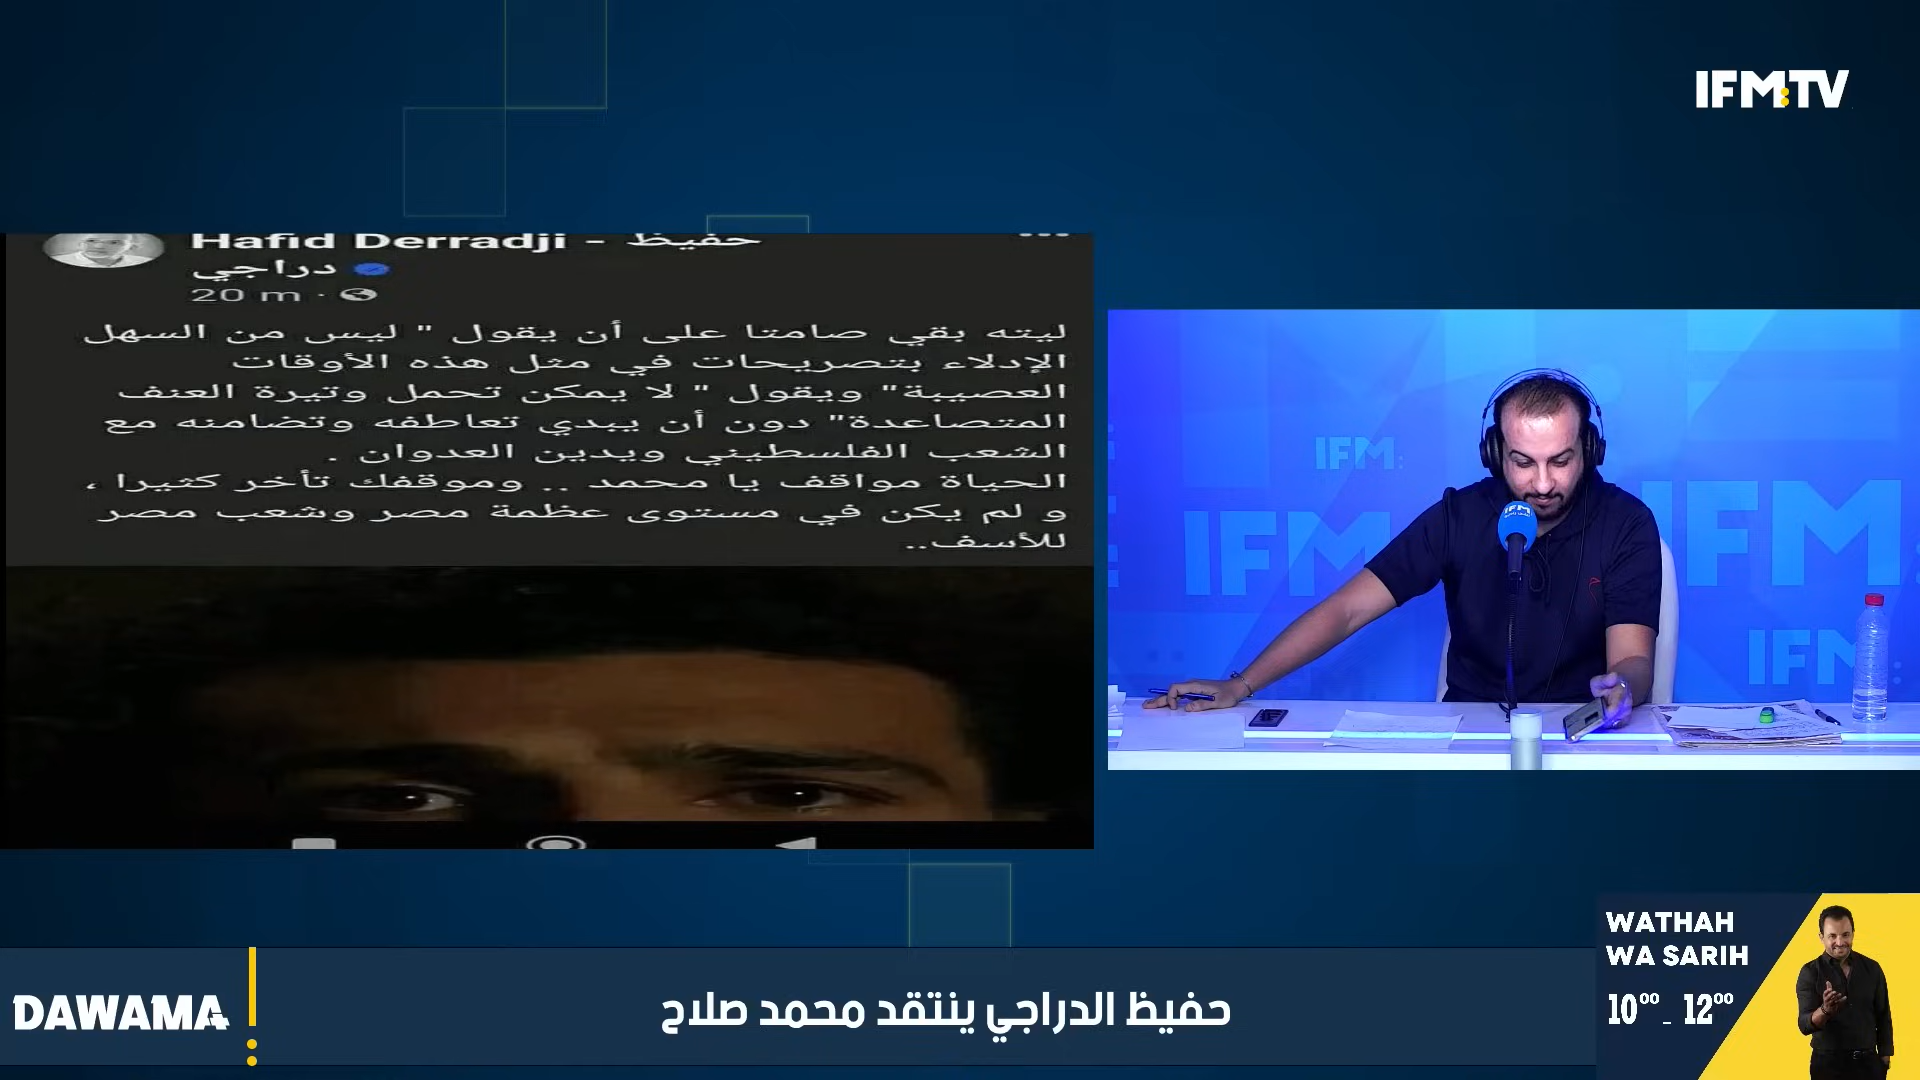 IFM:TV
Hafid Derradji - حفيظ
دراجي
20 m ·
ليته بقي صامتا على أن يقول " ليس من السهل
الإدلاء بتصريحات في مثل هذه الأوقات
العصيبة" ويقول " لا يمكن تحمل وتيرة العنف
المتصاعدة" دون أن يبدي تعاطفه وتضامنه مع
الشعب الفلسطيني ويدين العدوان .
الحياة مواقف يا محمد .. وموقفك تأخر كثيرا ،
و لم يكن في مستوى عظمة مصر وشعب مصر
للأسف..
IFM:
IFM
IFM
IFM:
IFM
WATHAH
WA SARIH
10⁰⁰ - 12⁰⁰
DAWAMA
حفيظ الدراجي ينتقد محمد صلاح